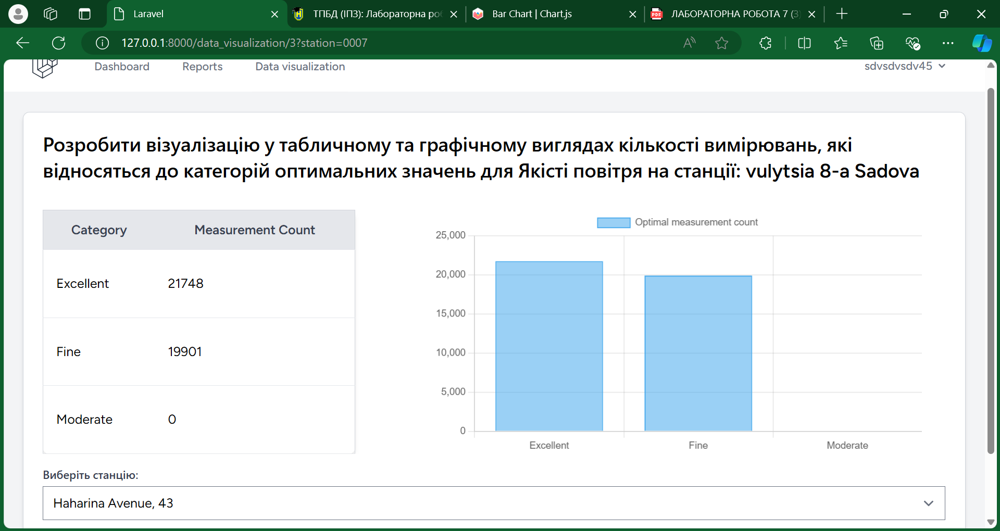 Laravel
ТПБД (ІПЗ): Лабораторна роб
Bar Chart | Chart.js
ЛАБОРАТОРНА РОБОТА 7 (3)
127.0.0.1:8000/data_visualization/3?station=0007
Dashboard
Reports
Data visualization
sdvsdvsdv45
Розробити візуалізацію у табличному та графічному виглядах кількості вимірювань, які
відносяться до категорій оптимальних значень для Якісті повітря на станції: vulytsia 8-a Sadova
Category Measurement Count
Excellent 21748
Fine 19901
Moderate 0
Optimal measurement count
25,000
20,000
15,000
10,000
5,000
0
Excellent Fine Moderate
Виберіть станцію:
Haharina Avenue, 43